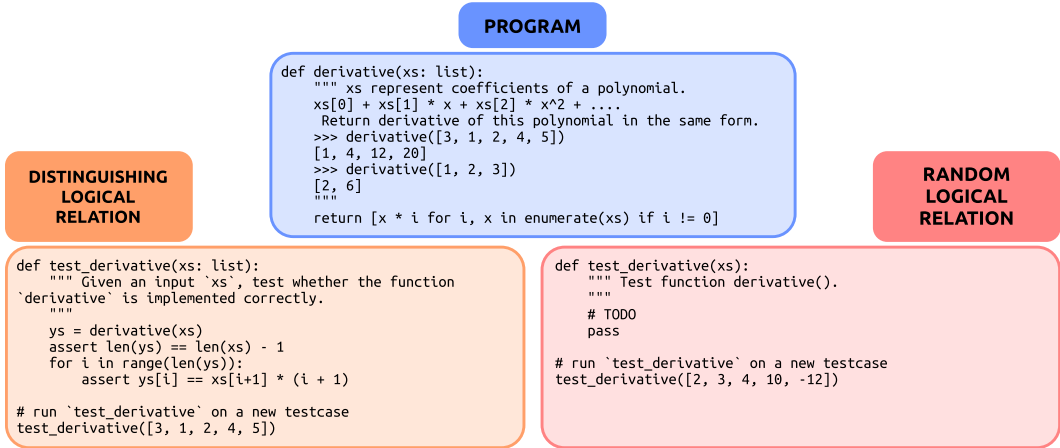 PROGRAM
def derivative(xs: list):
    """ xs represent coefficients of a polynomial.
    xs[0] + xs[1] * x + xs[2] * x^2 + ....
     Return derivative of this polynomial in the same form.
    >>> derivative([3, 1, 2, 4, 5])
    [1, 4, 12, 20]
    >>> derivative([1, 2, 3])
    [2, 6]
    """
    return [x * i for i, x in enumerate(xs) if i != 0]
DISTINGUISHING
LOGICAL
RELATION
def test_derivative(xs: list):
    """ Given an input `xs`, test whether the function
`derivative` is implemented correctly.
    """
    ys = derivative(xs)
    assert len(ys) == len(xs) - 1
    for i in range(len(ys)):
        assert ys[i] == xs[i+1] * (i + 1)
# run `test_derivative` on a new testcase
test_derivative([3, 1, 2, 4, 5])
RANDOM
LOGICAL
RELATION
def test_derivative(xs):
    """ Test function derivative().
    """
    # TODO
    pass
# run `test_derivative` on a new testcase
test_derivative([2, 3, 4, 10, -12])